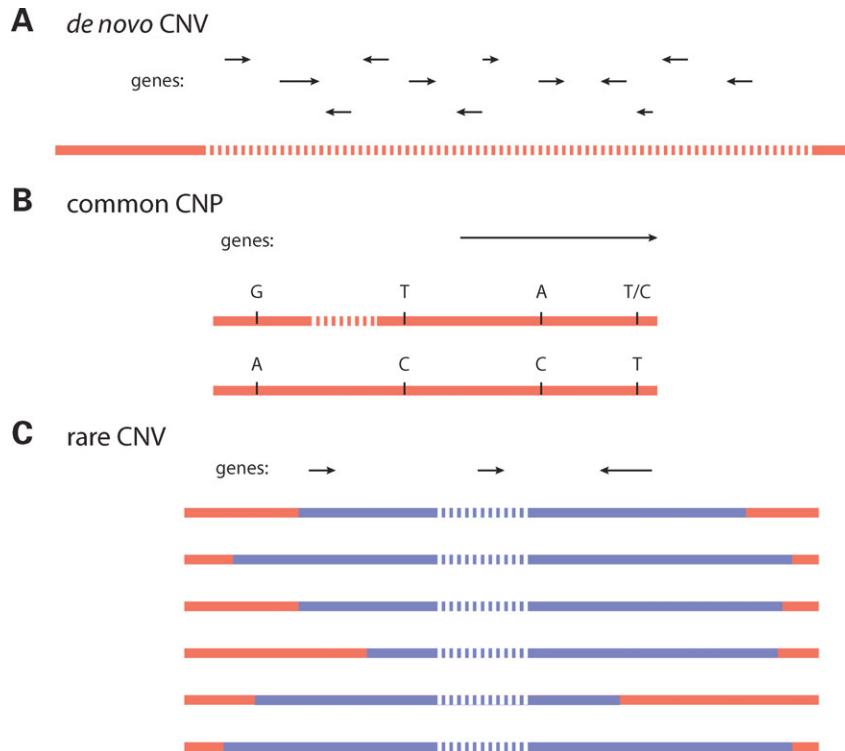 A de novo CNV
genes:
B common CNP
genes:
G T A T/C
A C C T
C rare CNV
genes: